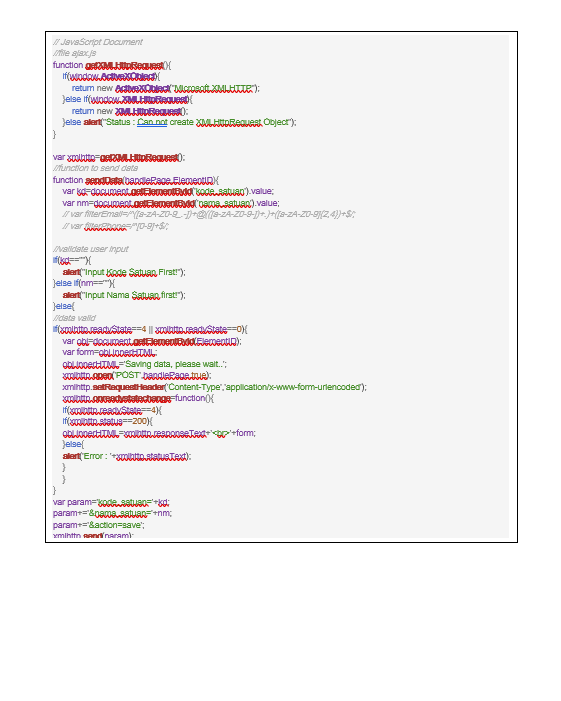 // JavaScript Document
//file ajax.js
function getXMLHttpRequest(){
if(window.ActiveXObject){
return new ActiveXObject("Microsoft.XMLHTTP");
}else if(window.XMLHttpRequest){
return new XMLHttpRequest();
}else alert("Status : Can not create XMLHttpRequest Object");
}
var xmlhttp=getXMLHttpRequest();
//function to send data
function sendData(handlePage,ElementID){
var kd=document.getElementById('kode_satuan').value;
var nm=document.getElementById('nama_satuan').value;
// var filterEmail=/^([a-zA-Z0-9_.-])+@(([a-zA-Z0-9-])+.)+([a-zA-Z0-9]{2,4})+$/;
// var filterPhone=/^[0-9]+$/;
//validate user input
if(kd==""){
alert("Input Kode Satuan First!");
}else if(nm==""){
alert("Input Nama Satuan first!");
}else{
//data valid
if(xmlhttp.readyState==4 || xmlhttp.readyState==0){
var obj=document.getElementById(ElementID);
var form=obj.innerHTML;
obj.innerHTML='Saving data, please wait..';
xmlhttp.open('POST',handlePage,true);
xmlhttp.setRequestHeader('Content-Type','application/x-www-form-urlencoded');
xmlhttp.onreadystatechange=function(){
if(xmlhttp.readyState==4){
if(xmlhttp.status==200){
obj.innerHTML=xmlhttp.responseText+'<br>'+form;
}else{
alert('Error : '+xmlhttp.statusText);
}
}
}
var param='kode_satuan='+kd;
param+='&nama_satuan='+nm;
param+='&action=save';
xmlhttp.send(param);